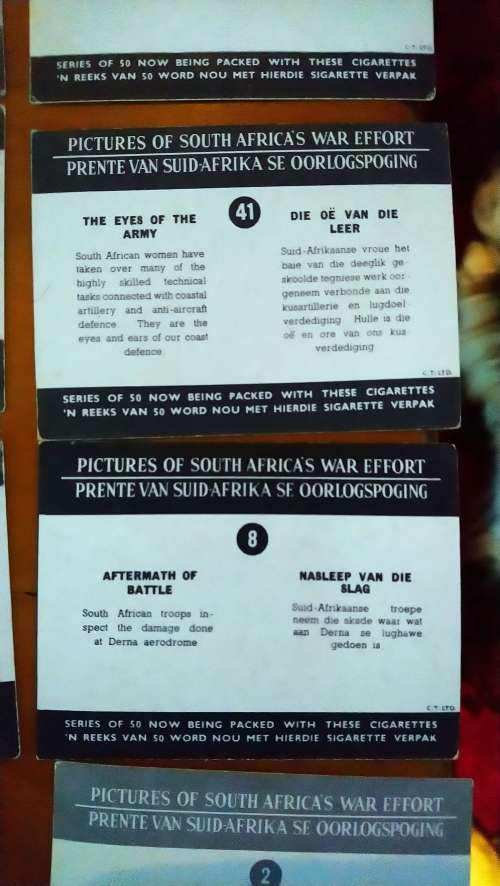 C.T. LTD.
SERIES OF 50 NOW BEING PACKED WITH THESE CIGARETTES
'N REEKS VAN 50 WORD NOU MET HIERDIE SIGARETTE VERPAK
PICTURES OF SOUTH AFRICA'S WAR EFFORT
PRENTE VAN SUID-AFRIKA SE OORLOGSPOGING
41
THE EYES OF THE
ARMY
South African women have
taken over many of the
highly skilled technical
tasks connected with coastal
artillery and anti-aircraft
defence. They are the
eyes and ears of our coast
defence
DIE OË VAN DIE
LEER
Suid-Afrikaanse vroue het
baie van die deeglik ge-
skoolde tegniese werk oor-
geneem verbonde aan die
kusartillerie en lugdoel-
verdediging Hulle is die
oë en ore van ons kus-
verdediging
C.T. LTD.
SERIES OF 50 NOW BEING PACKED WITH THESE CIGARETTES
'N REEKS VAN 50 WORD NOU MET HIERDIE SIGARETTE VERPAK
PICTURES OF SOUTH AFRICA'S WAR EFFORT
PRENTE VAN SUID-AFRIKA SE OORLOGSPOGING
8
AFTERMATH OF
BATTLE
South African troops in-
spect the damage done
at Derna aerodrome
NASLEEP VAN DIE
SLAG
Suid-Afrikaanse troepe
neem die skade waar wat
aan Derna se lughawe
gedoen is
C.T. LTD.
SERIES OF 50 NOW BEING PACKED WITH THESE CIGARETTES
'N REEKS VAN 50 WORD NOU MET HIERDIE SIGARETTE VERPAK
PICTURES OF SOUTH AFRICA'S WAR EFFORT
PRENTE VAN SUID-AFRIKA SE OORLOGSPOGING
2